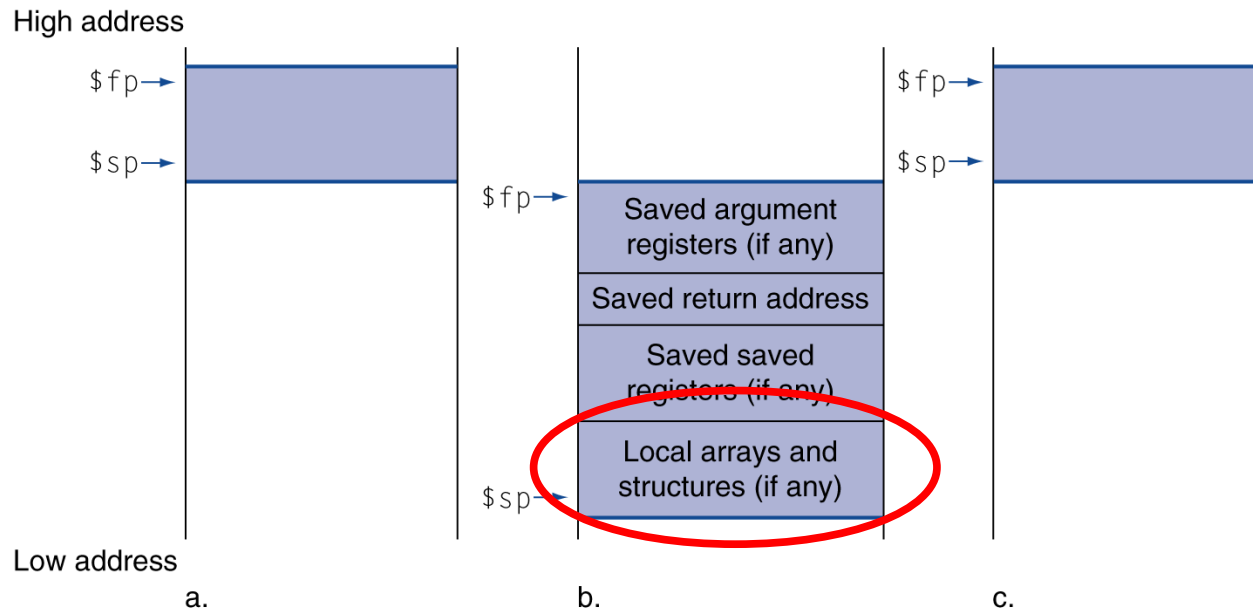 High address
$fp
$sp
$fp
Saved argument
registers (if any)
Saved return address
Saved saved
registers (if any)
Local arrays and
structures (if any)
$sp
$fp
$sp
Low address
a.
b.
c.